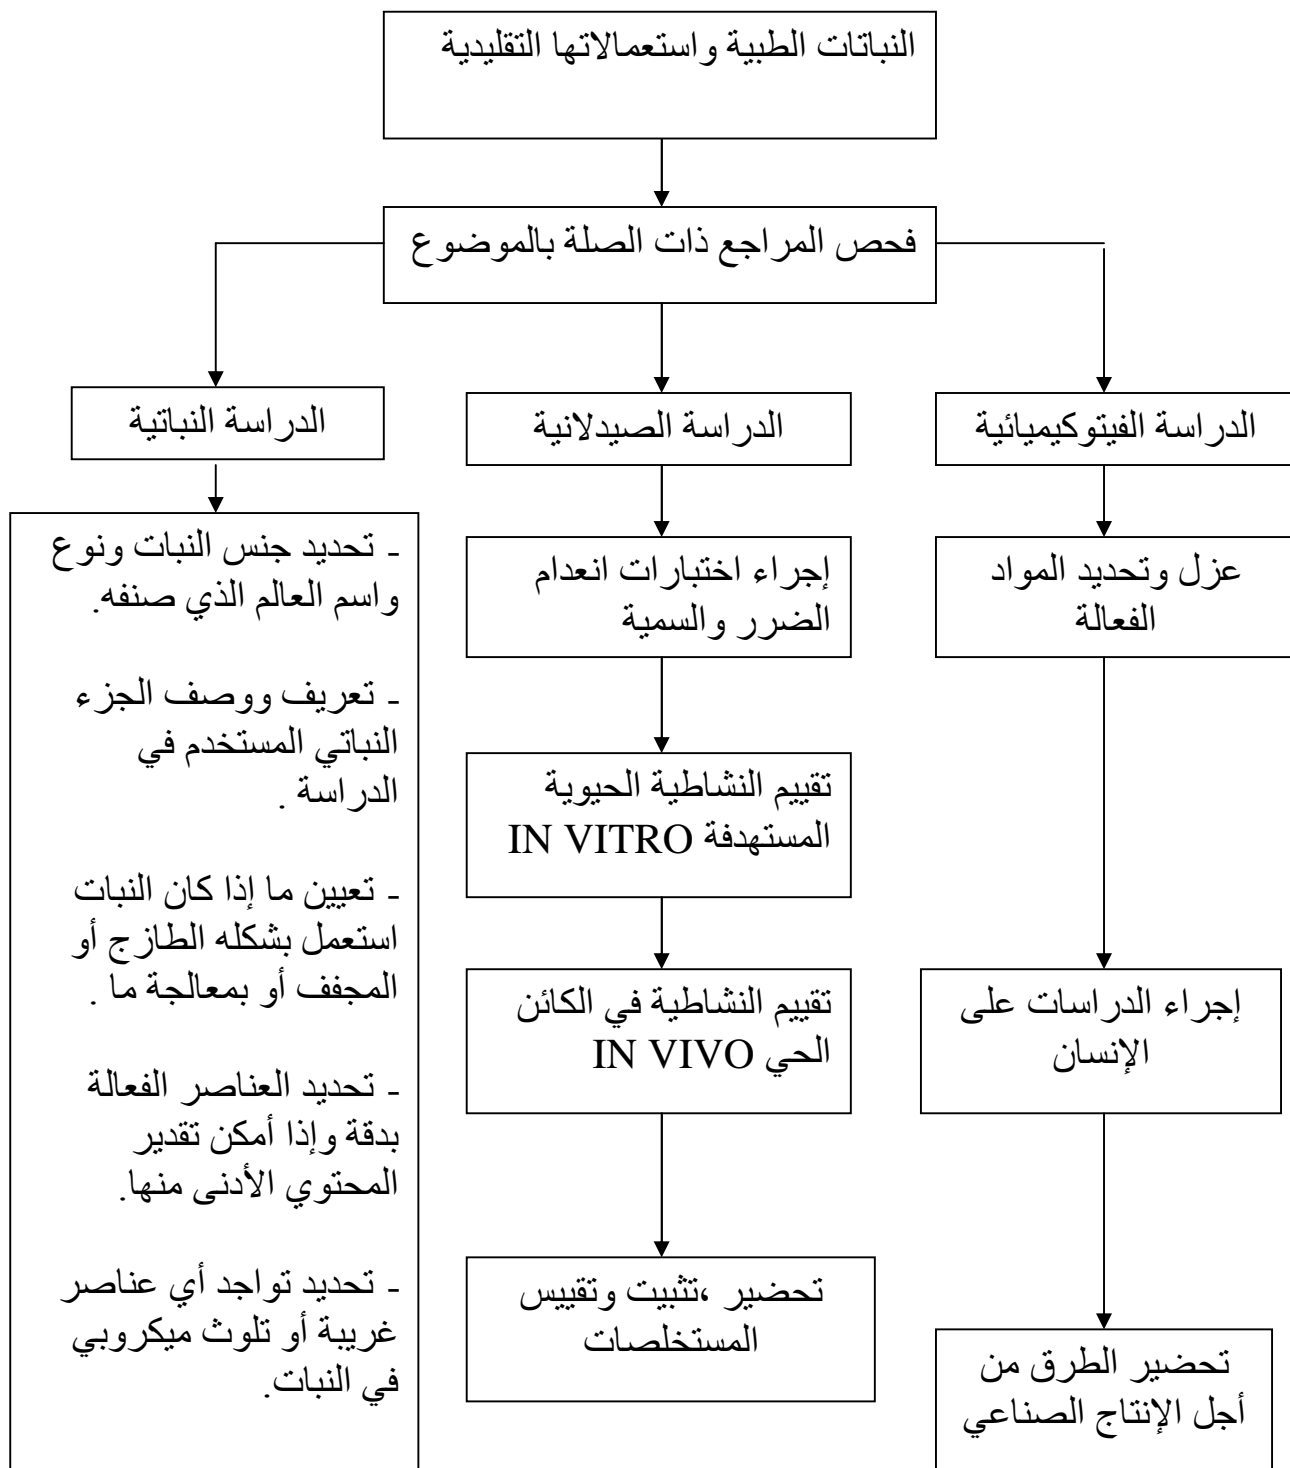 النباتات الطبية واستعمالاتها التقليدية
فحص المراجع ذات الصلة بالموضوع
الدراسة الفيتوكيميائية
عزل وتحديد المواد
الفعالة
إجراء الدراسات على
الإنسان
تحضير الطرق من
أجل الإنتاج الصناعي
الدراسة الصيدلانية
إجراء اختبارات انعدام
الضرر والسمية
تقييم النشاطية الحيوية
المستهدفة IN VITRO
تقييم النشاطية في الكائن
الحي IN VIVO
تحضير ،تثبيت وتقييس
المستخلصات
الدراسة النباتية
- تحديد جنس النبات ونوع
واسم العالم الذي صنفه.
- تعريف ووصف الجزء
النباتي المستخدم في
الدراسة .
- تعيين ما إذا كان النبات
استعمل بشكله الطازج أو
المجفف أو بمعالجة ما .
- تحديد العناصر الفعالة
بدقة وإذا أمكن تقدير
المحتوي الأدنى منها.
- تحديد تواجد أي عناصر
غريبة أو تلوث ميكروبي
في النبات.